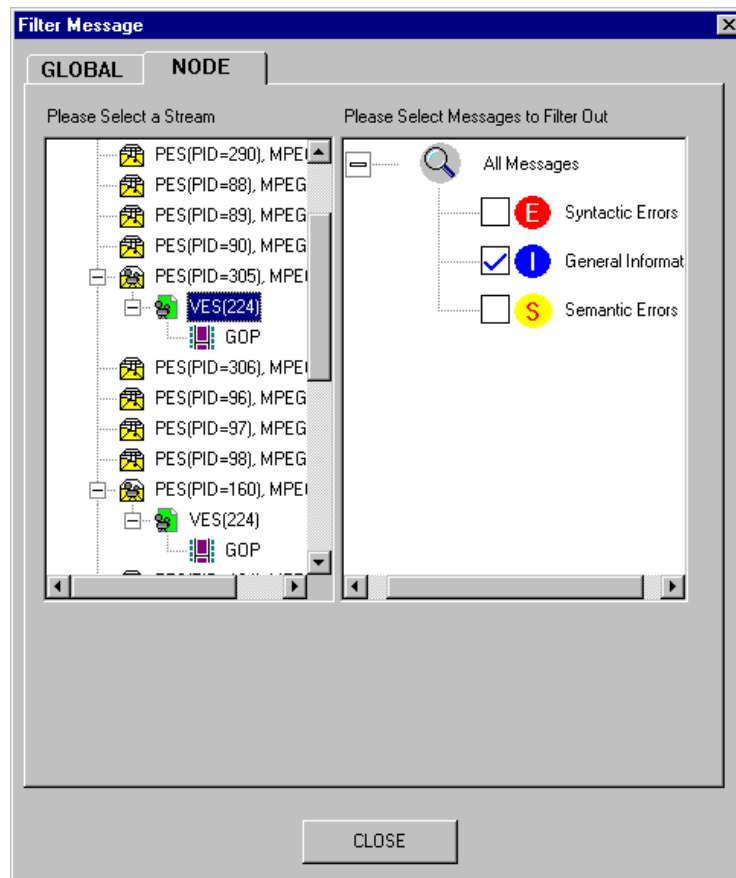 Filter Message
GLOBAL
NODE
Please Select a Stream
PES(PID=290), MPEG
PES(PID=88), MPEG
PES(PID=89), MPEG
PES(PID=90), MPEG
PES(PID=305), MPE
VES(224)
GOP
PES(PID=306), MPE
PES(PID=96), MPEG
PES(PID=97), MPEG
PES(PID=98), MPEG
PES(PID=160), MPE
VES(224)
GOP
Please Select Messages to Filter Out
All Messages
E Syntactic Errors
I General Informat
S Semantic Errors
CLOSE